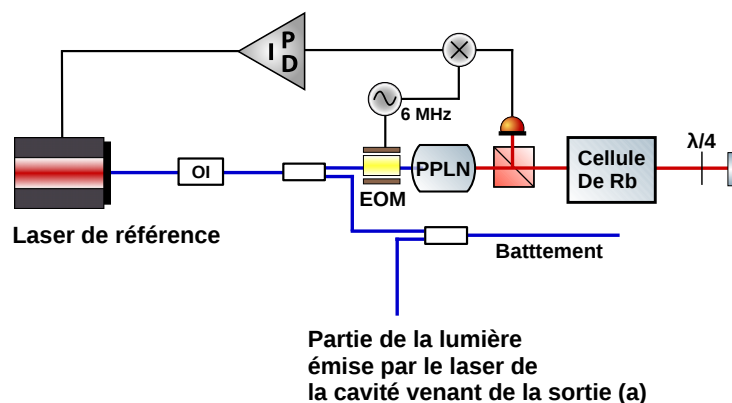 I P D
6 MHz
λ/4
OI
EOM
PPLN
Cellule
De Rb
Laser de référence
Batttement
Partie de la lumière
émise par le laser de
la cavité venant de la sortie (a)